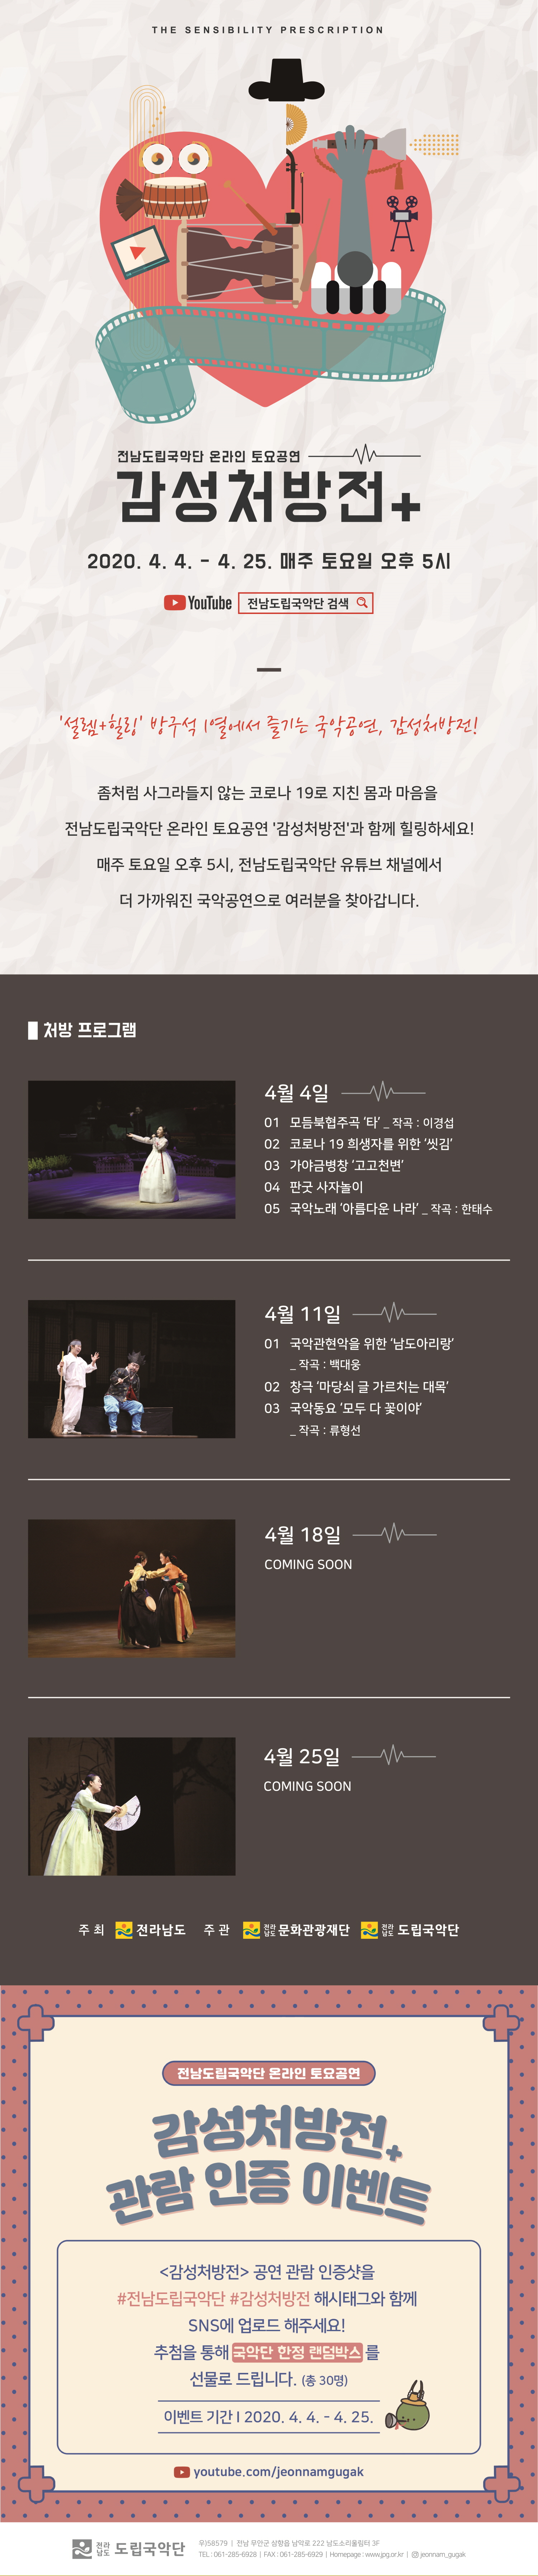 THE SENSIBILITY PRESCRIPTION
전남도립국악단 온라인 토요공연
감성처방전+
2020. 4. 4. - 4. 25. 매주 토요일 오후 5시
YouTube 전남도립국악단 검색
'설렘+힐링' 방구석 1열에서 즐기는 국악공연, 감성처방전!
좀처럼 사그라들지 않는 코로나 19로 지친 몸과 마음을
전남도립국악단 온라인 토요공연 '감성처방전'과 함께 힐링하세요!
매주 토요일 오후 5시, 전남도립국악단 유튜브 채널에서
더 가까워진 국악공연으로 여러분을 찾아갑니다.
처방 프로그램
4월 4일
01 모듬북협주곡 '타' _ 작곡 : 이경섭
02 코로나 19 희생자를 위한 '씻김'
03 가야금병창 '고고천변'
04 판굿 사자놀이
05 국악노래 '아름다운 나라' _ 작곡 : 한태수
4월 11일
01 국악관현악을 위한 '남도아리랑'
_ 작곡 : 백대웅
02 창극 '마당쇠 글 가르치는 대목'
03 국악동요 '모두 다 꽃이야'
_ 작곡 : 류형선
4월 18일
COMING SOON
4월 25일
COMING SOON
주 최 전라남도 주 관 전라남도 문화관광재단 전라남도 도립국악단
전남도립국악단 온라인 토요공연
감성처방전+
관람 인증 이벤트
<감성처방전> 공연 관람 인증샷을
#전남도립국악단 #감성처방전 해시태그와 함께
SNS에 업로드 해주세요!
추첨을 통해 국악단 한정 랜덤박스를
선물로 드립니다. (총 30명)
이벤트 기간 I 2020. 4. 4. - 4. 25.
youtube.com/jeonnamgugak
전라남도 도립국악단
우)58579 | 전남 무안군 삼향읍 남악로 222 남도소리울림터 3F
TEL : 061-285-6928 | FAX : 061-285-6929 | Homepage : www.jpg.or.kr | jeonnam_gugak